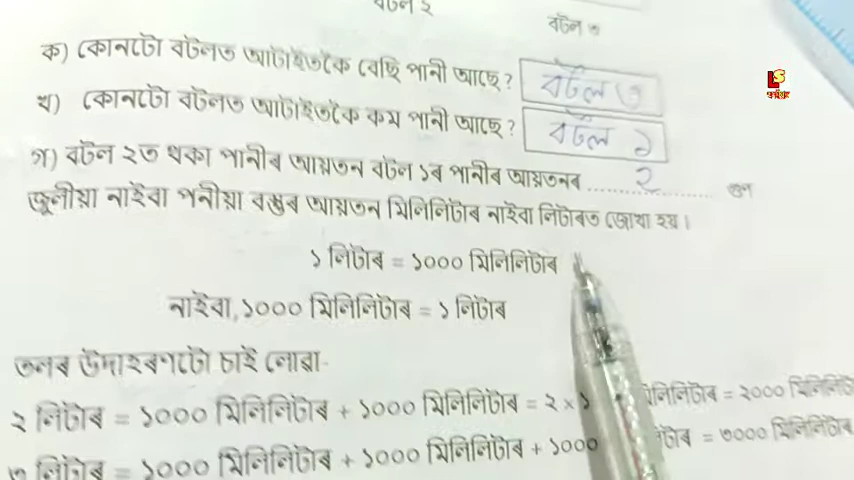 বটল ২
বটল ৩
ক) কোনটো বটলত আটাইতকৈ বেছি পানী আছে? বটল ৩
খ) কোনটো বটলত আটাইতকৈ কম পানী আছে? বটল ১
গ) বটল ২ত থকা পানীৰ আয়তন বটল ১ৰ পানীৰ আয়তনৰ ..... ২ ..... গুণ
জুলীয়া নাইবা পনীয়া বস্তুৰ আয়তন মিলিলিটাৰ নাইবা লিটাৰত জোখা হয়।
১ লিটাৰ = ১০০০ মিলিলিটাৰ
নাইবা, ১০০০ মিলিলিটাৰ = ১ লিটাৰ
তলৰ উদাহৰণটো চাই লোৱা-
২ লিটাৰ = ১০০০ মিলিলিটাৰ + ১০০০ মিলিলিটাৰ = ২ × ১ মিলিলিটাৰ = ২০০০ মিলিলি
৩ লিটাৰ = ১০০০ মিলিলিটাৰ + ১০০০ মিলিলিটাৰ + ১০০০ = ৩০০০ মিলিলিটাৰ
LS